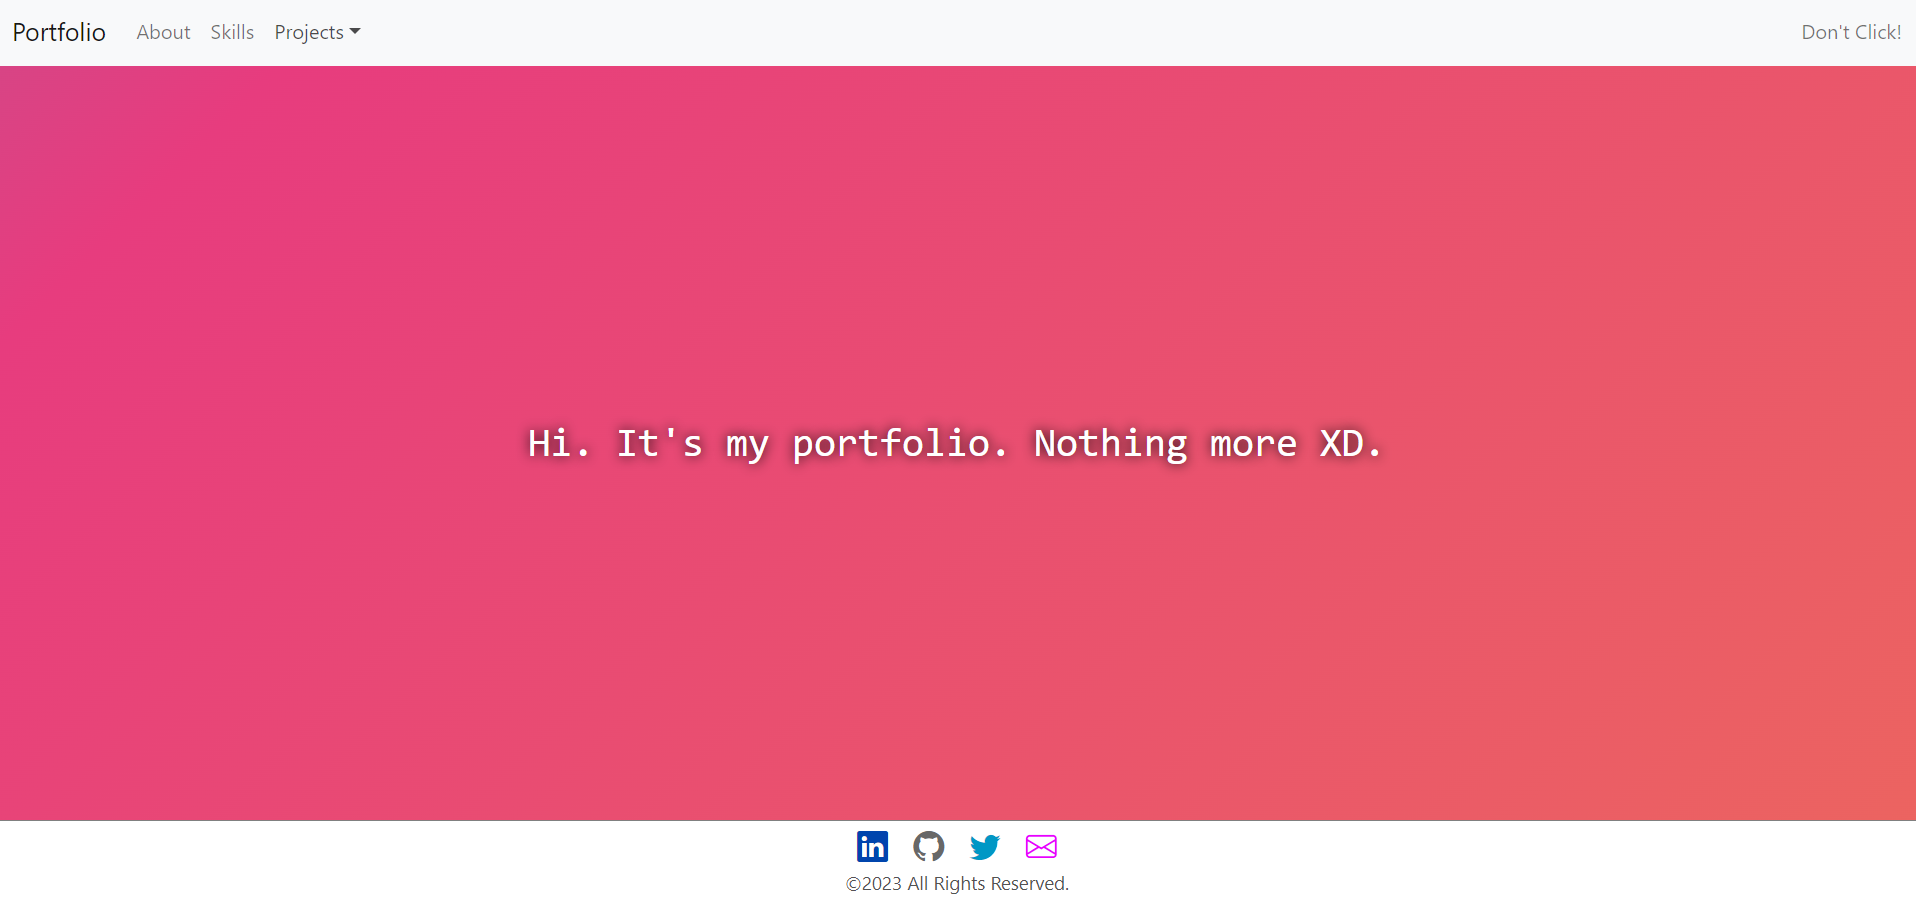 Portfolio About Skills Projects Don't Click!
Hi. It's my portfolio. Nothing more XD.
in
©2023 All Rights Reserved.